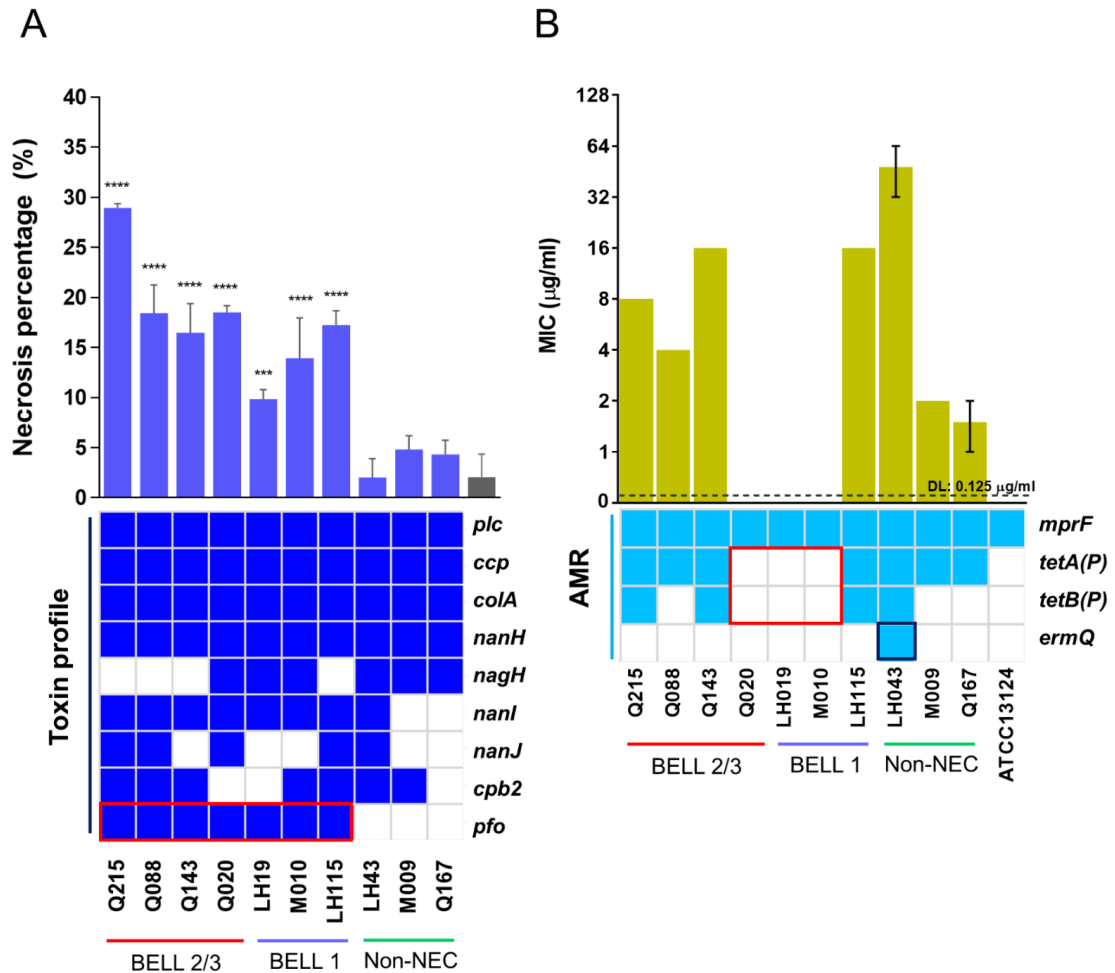 A
B
Necrosis percentage (%)
40
35
30
25
20
15
10
5
0
****
****
****
****
***
****
****
Toxin profile
plc
ccp
colA
nanH
nagH
nanI
nanJ
cpb2
pfo
Q215
Q088
Q143
Q020
LH19
M010
LH115
LH43
M009
Q167
BELL 2/3
BELL 1
Non-NEC
MIC (µg/ml)
128
64
32
16
8
4
2
1
0
DL: 0.125 µg/ml
AMR
mprF
tetA(P)
tetB(P)
ermQ
Q215
Q088
Q143
Q020
LH019
M010
LH115
LH043
M009
Q167
ATCC13124
BELL 2/3
BELL 1
Non-NEC